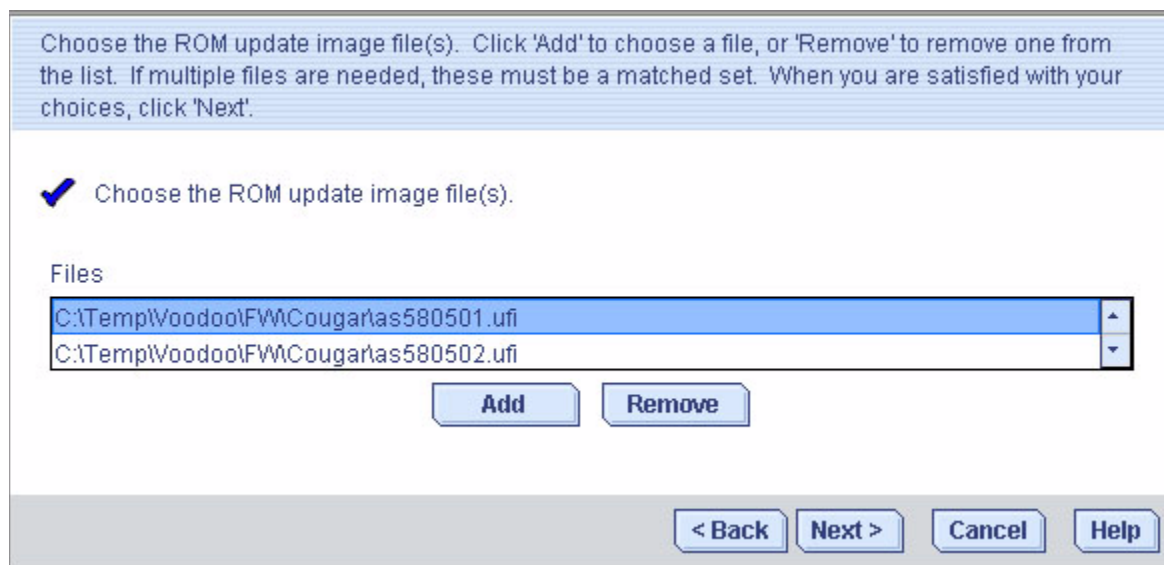 Choose the ROM update image file(s). Click 'Add' to choose a file, or 'Remove' to remove one from
the list. If multiple files are needed, these must be a matched set. When you are satisfied with your
choices, click 'Next'.
Choose the ROM update image file(s).
Files
C:\Temp\Voodoo\FW\Cougar\as580501.ufi
C:\Temp\Voodoo\FW\Cougar\as580502.ufi
Add Remove
< Back Next > Cancel Help